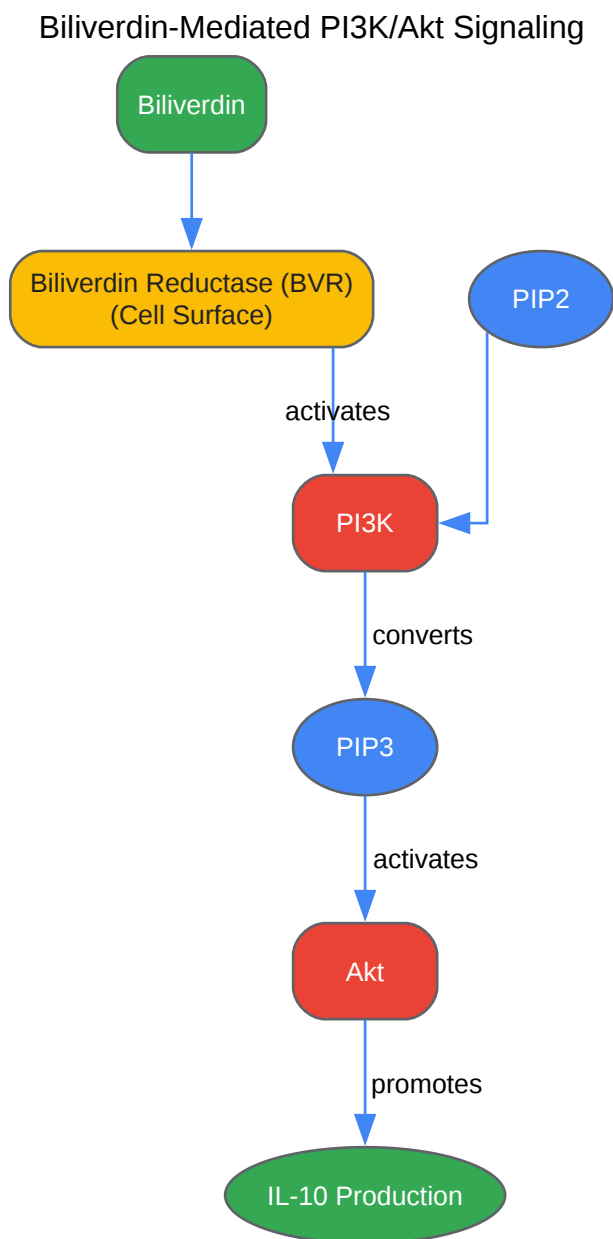 Biliverdin-Mediated PI3K/Akt Signaling
Biliverdin
Biliverdin Reductase (BVR)
(Cell Surface)
PIP2
activates
PI3K
converts
PIP3
activates
Akt
promotes
IL-10 Production